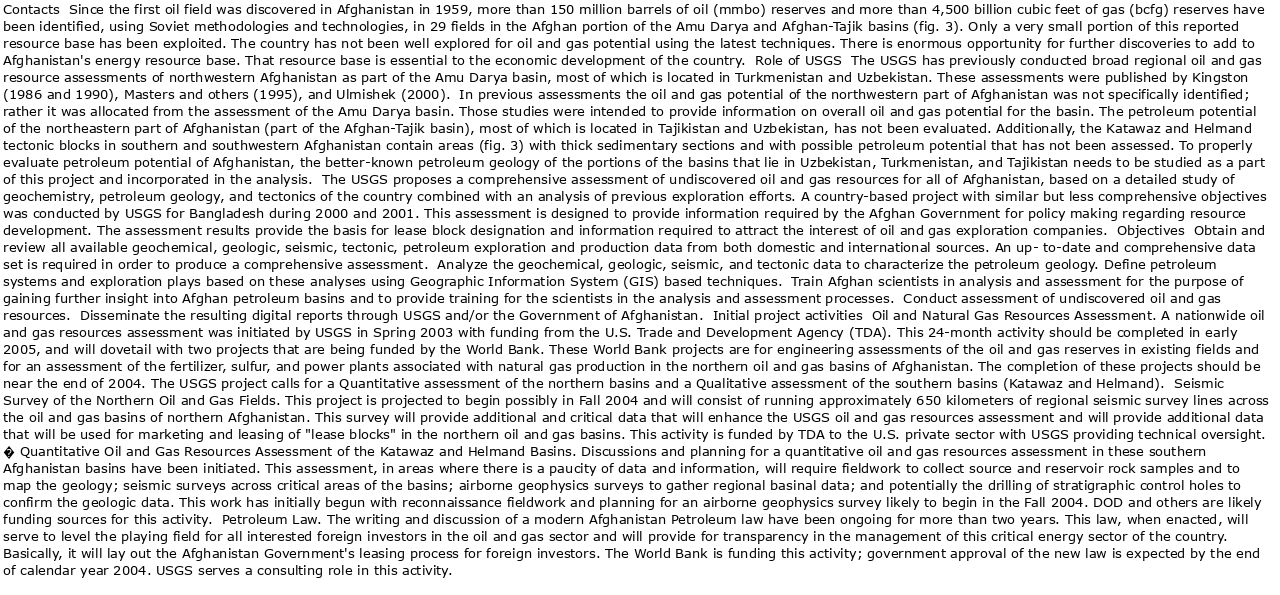 Contacts  Since the first oil field was discovered in Afghanistan in 1959, more than 150 million barrels of oil (mmbo) reserves and more than 4,500 billion cubic feet of gas (bcfg) reserves have
been identified, using Soviet methodologies and technologies, in 29 fields in the Afghan portion of the Amu Darya and Afghan-Tajik basins (fig. 3). Only a very small portion of this reported
resource base has been exploited. The country has not been well explored for oil and gas potential using the latest techniques. There is enormous opportunity for further discoveries to add to
Afghanistan's energy resource base. That resource base is essential to the economic development of the country.  Role of USGS  The USGS has previously conducted broad regional oil and gas
resource assessments of northwestern Afghanistan as part of the Amu Darya basin, most of which is located in Turkmenistan and Uzbekistan. These assessments were published by Kingston
(1986 and 1990), Masters and others (1995), and Ulmishek (2000).  In previous assessments the oil and gas potential of the northwestern part of Afghanistan was not specifically identified;
rather it was allocated from the assessment of the Amu Darya basin. Those studies were intended to provide information on overall oil and gas potential for the basin. The petroleum potential
of the northeastern part of Afghanistan (part of the Afghan-Tajik basin), most of which is located in Tajikistan and Uzbekistan, has not been evaluated. Additionally, the Katawaz and Helmand
tectonic blocks in southern and southwestern Afghanistan contain areas (fig. 3) with thick sedimentary sections and with possible petroleum potential that has not been assessed. To properly
evaluate petroleum potential of Afghanistan, the better-known petroleum geology of the portions of the basins that lie in Uzbekistan, Turkmenistan, and Tajikistan needs to be studied as a part
of this project and incorporated in the analysis.  The USGS proposes a comprehensive assessment of undiscovered oil and gas resources for all of Afghanistan, based on a detailed study of
geochemistry, petroleum geology, and tectonics of the country combined with an analysis of previous exploration efforts. A country-based project with similar but less comprehensive objectives
was conducted by USGS for Bangladesh during 2000 and 2001. This assessment is designed to provide information required by the Afghan Government for policy making regarding resource
development. The assessment results provide the basis for lease block designation and information required to attract the interest of oil and gas exploration companies.  Objectives  Obtain and
review all available geochemical, geologic, seismic, tectonic, petroleum exploration and production data from both domestic and international sources. An up- to-date and comprehensive data
set is required in order to produce a comprehensive assessment.  Analyze the geochemical, geologic, seismic, and tectonic data to characterize the petroleum geology. Define petroleum
systems and exploration plays based on these analyses using Geographic Information System (GIS) based techniques.  Train Afghan scientists in analysis and assessment for the purpose of
gaining further insight into Afghan petroleum basins and to provide training for the scientists in the analysis and assessment processes.  Conduct assessment of undiscovered oil and gas
resources.  Disseminate the resulting digital reports through USGS and/or the Government of Afghanistan.  Initial project activities  Oil and Natural Gas Resources Assessment. A nationwide oil
and gas resources assessment was initiated by USGS in Spring 2003 with funding from the U.S. Trade and Development Agency (TDA). This 24-month activity should be completed in early
2005, and will dovetail with two projects that are being funded by the World Bank. These World Bank projects are for engineering assessments of the oil and gas reserves in existing fields and
for an assessment of the fertilizer, sulfur, and power plants associated with natural gas production in the northern oil and gas basins of Afghanistan. The completion of these projects should be
near the end of 2004. The USGS project calls for a Quantitative assessment of the northern basins and a Qualitative assessment of the southern basins (Katawaz and Helmand).  Seismic
Survey of the Northern Oil and Gas Fields. This project is projected to begin possibly in Fall 2004 and will consist of running approximately 650 kilometers of regional seismic survey lines across
the oil and gas basins of northern Afghanistan. This survey will provide additional and critical data that will enhance the USGS oil and gas resources assessment and will provide additional data
that will be used for marketing and leasing of "lease blocks" in the northern oil and gas basins. This activity is funded by TDA to the U.S. private sector with USGS providing technical oversight.
� Quantitative Oil and Gas Resources Assessment of the Katawaz and Helmand Basins. Discussions and planning for a quantitative oil and gas resources assessment in these southern
Afghanistan basins have been initiated. This assessment, in areas where there is a paucity of data and information, will require fieldwork to collect source and reservoir rock samples and to
map the geology; seismic surveys across critical areas of the basins; airborne geophysics surveys to gather regional basinal data; and potentially the drilling of stratigraphic control holes to
confirm the geologic data. This work has initially begun with reconnaissance fieldwork and planning for an airborne geophysics survey likely to begin in the Fall 2004. DOD and others are likely
funding sources for this activity.  Petroleum Law. The writing and discussion of a modern Afghanistan Petroleum law have been ongoing for more than two years. This law, when enacted, will
serve to level the playing field for all interested foreign investors in the oil and gas sector and will provide for transparency in the management of this critical energy sector of the country.
Basically, it will lay out the Afghanistan Government's leasing process for foreign investors. The World Bank is funding this activity; government approval of the new law is expected by the end
of calendar year 2004. USGS serves a consulting role in this activity.